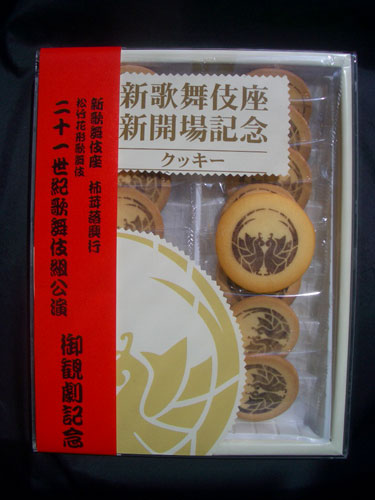 新歌舞伎座
新開場記念
クッキー
新歌舞伎座 柿葺落興行
松竹花形歌舞伎
二十一世紀歌舞伎組公演
御観劇記念